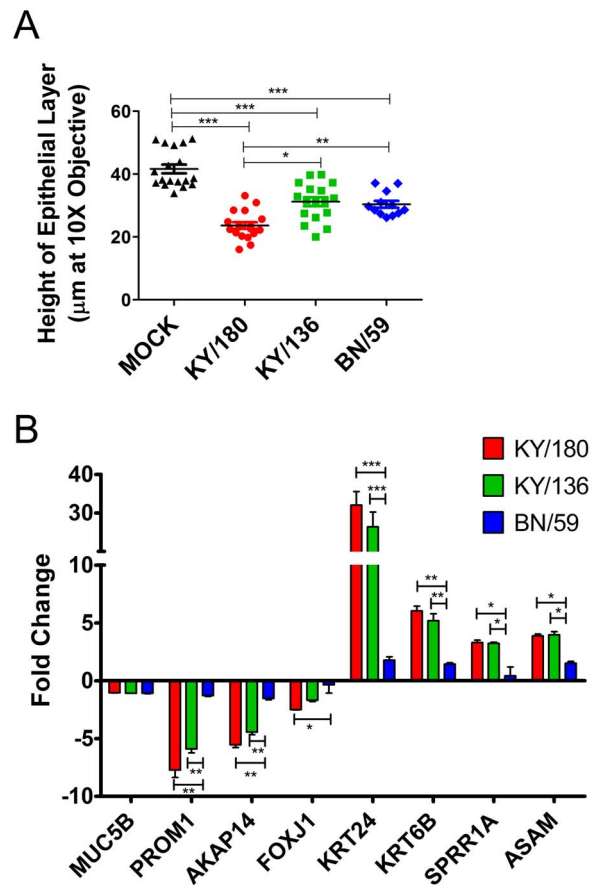 A
Height of Epithelial Layer
(μm at 10X Objective)
60
40
20
0
***
***
***
**
*
MOCK
KY/180
KY/136
BN/59
B
KY/180
KY/136
BN/59
Fold Change
40
30
10
5
0
-5
-10
***
***
**
**
*
*
*
*
**
**
**
**
*
MUC5B
PROM1
AKAP14
FOXJ1
KRT24
KRT6B
SPRR1A
ASAM